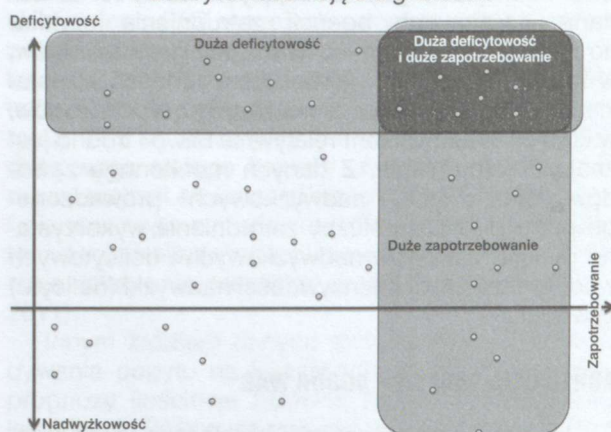 Deficytowość
Duża deficytowość
Duża deficytowość
i duże zapotrzebowanie
Duże zapotrzebowanie
Zapotrzebowanie
Nadwyżkowość